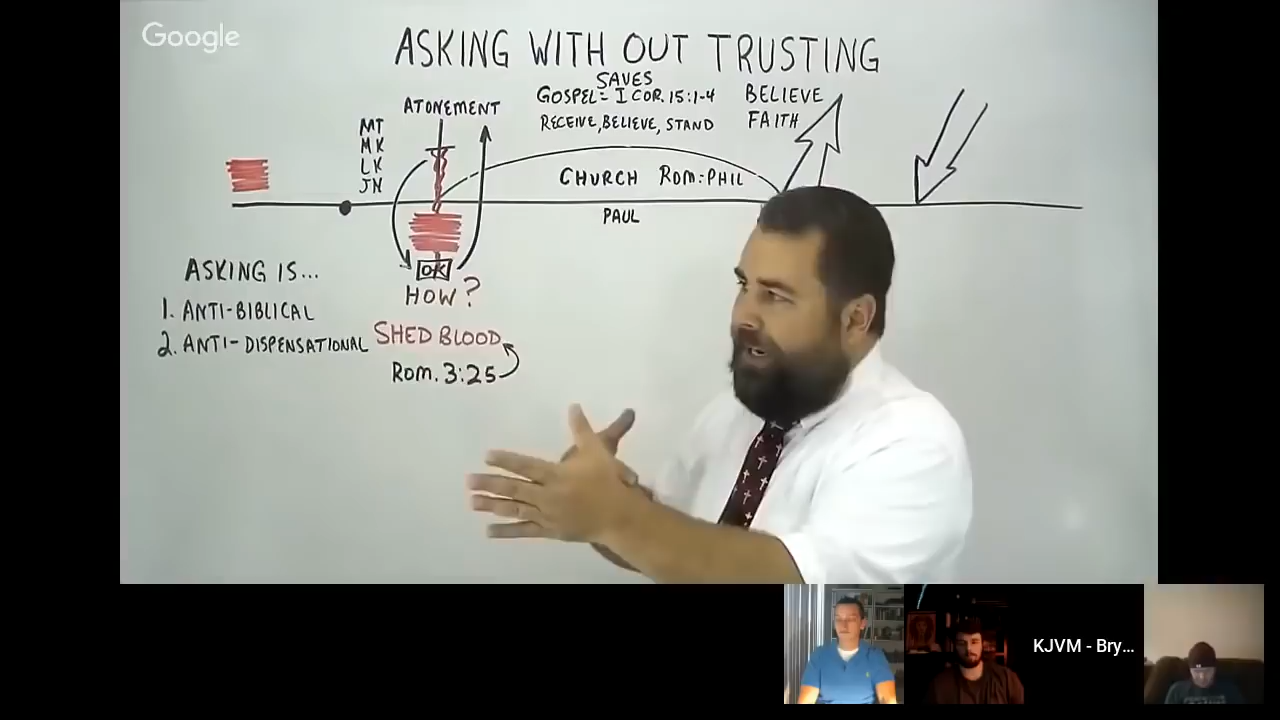 Google
ASKING WITH OUT TRUSTING
SAVES
GOSPEL= I COR. 15:1-4
RECEIVE, BELIEVE, STAND
BELIEVE
FAITH
ATONEMENT
MT
MK
LK
JN
CHURCH ROM:PHIL
PAUL
OK
HOW?
SHED BLOOD
ROM. 3:25
ASKING IS...
1. ANTI-BIBLICAL
2. ANTI-DISPENSATIONAL
KJVM - Bry...